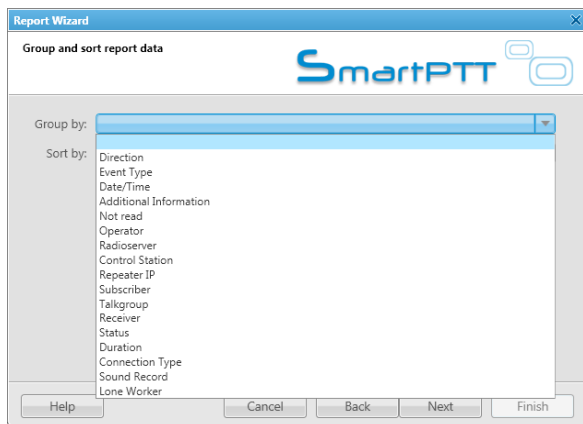 Report Wizard
Group and sort report data
SmartPTT
Group by:
Sort by:
Direction
Event Type
Date/Time
Additional Information
Not read
Operator
Radioserver
Control Station
Repeater IP
Subscriber
Talkgroup
Receiver
Status
Duration
Connection Type
Sound Record
Lone Worker
Help
Cancel
Back
Next
Finish